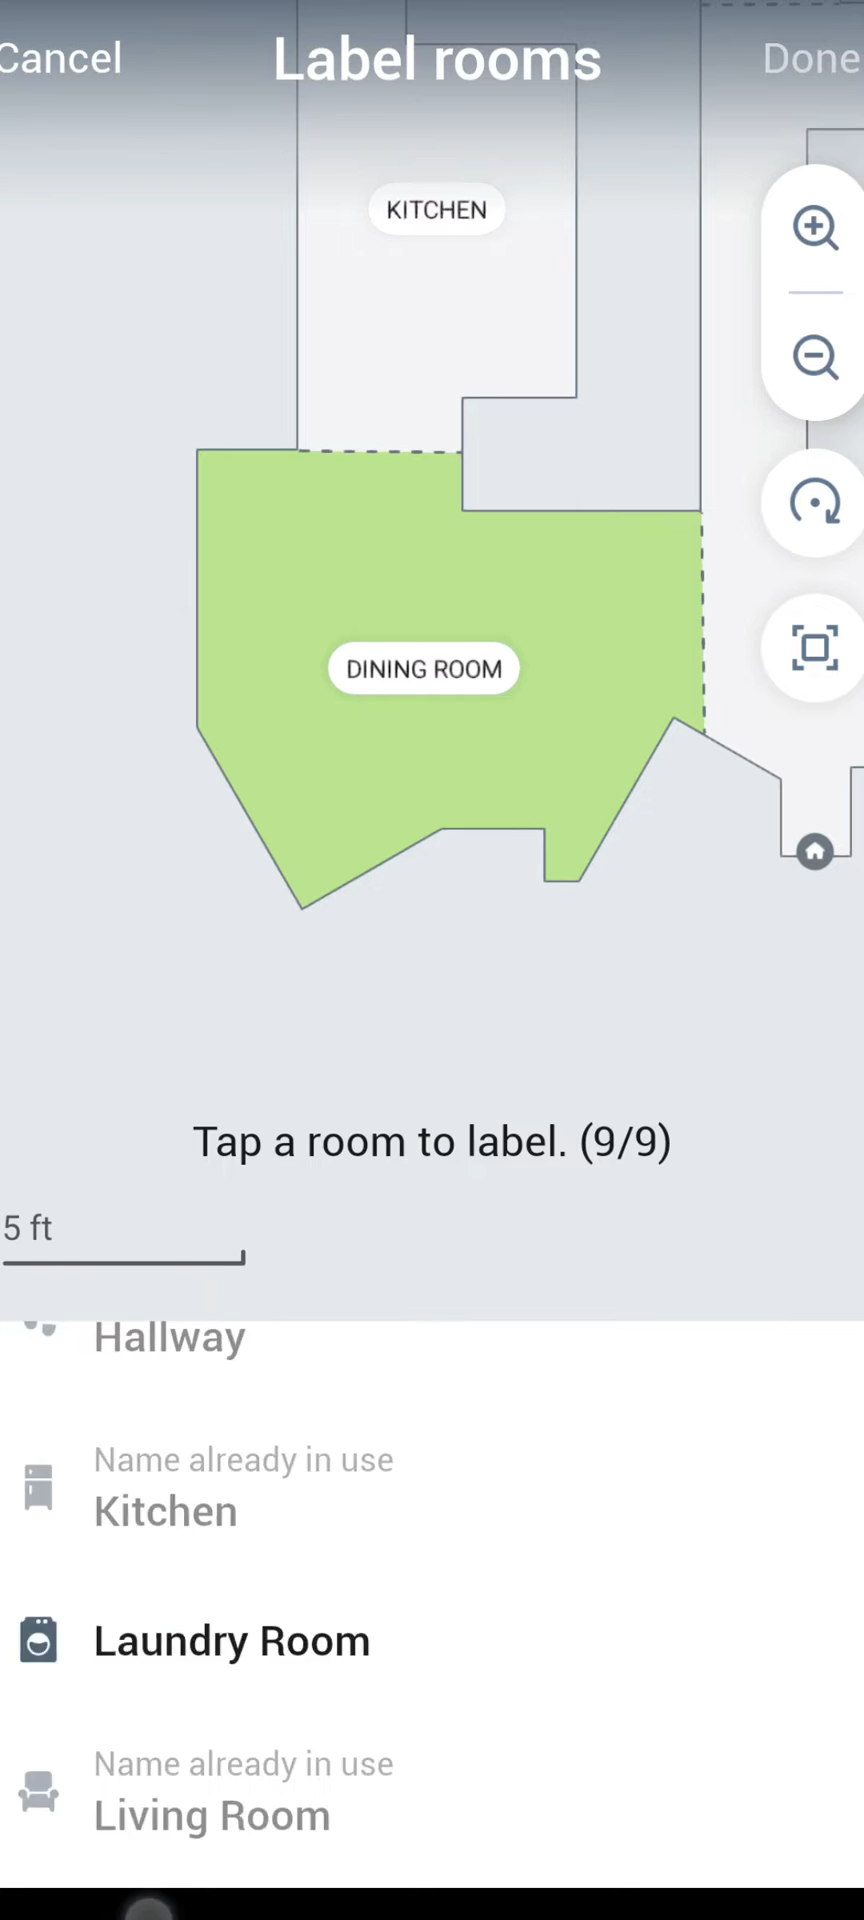 Cancel
Label rooms
Done
KITCHEN
DINING ROOM
Tap a room to label. (9/9)
5 ft
Hallway
Name already in use
Kitchen
Laundry Room
Name already in use
Living Room